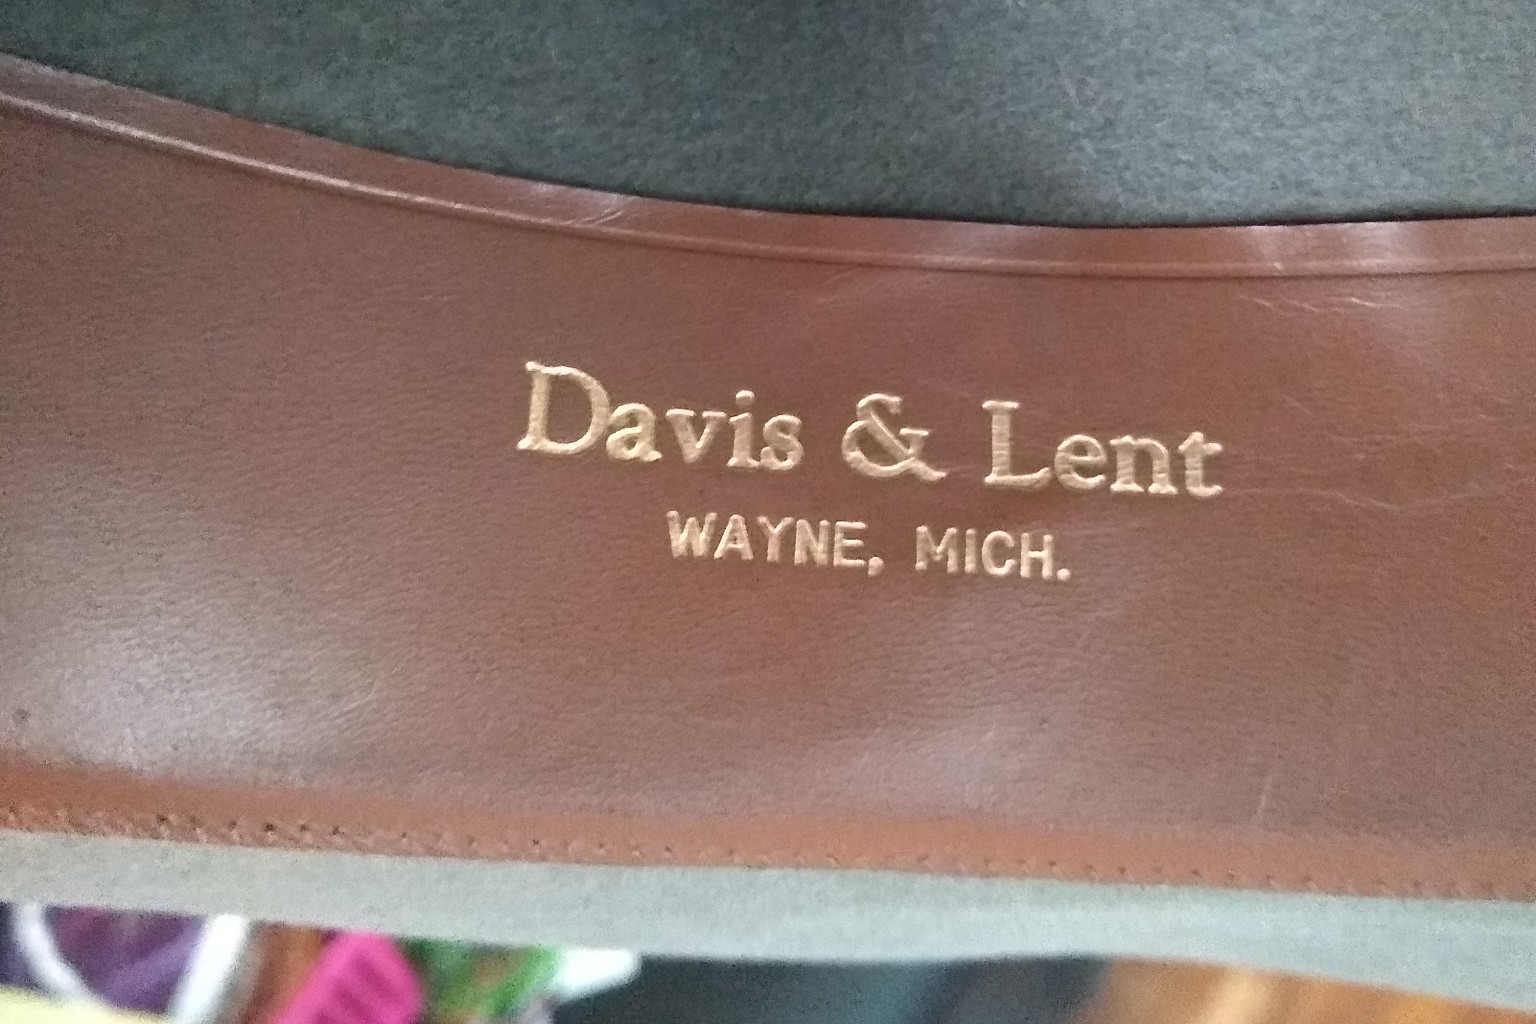 Davis & Lent
WAYNE, MICH.